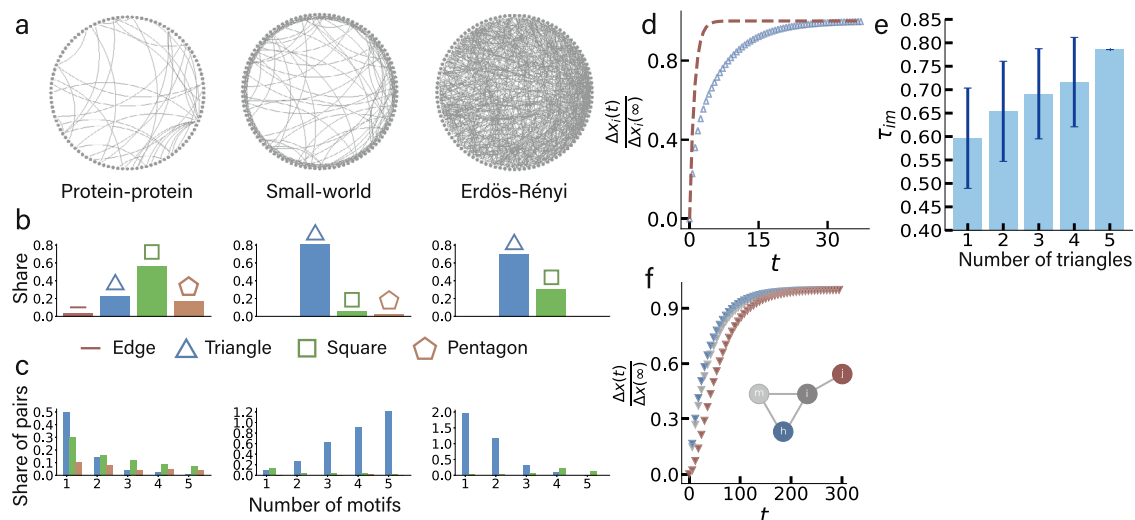 a
Protein-protein
Small-world
Erdös-Rényi
b
Share
0.8
0.6
0.4
0.2
0.0
0.8
0.6
0.4
0.2
0.0
0.8
0.6
0.4
0.2
0.0
Edge
Triangle
Square
Pentagon
c
Share of pairs
0.5
0.4
0.3
0.2
0.1
0.0
1.2
1.0
0.8
0.6
0.4
0.2
0.0
2.0
1.5
1.0
0.5
0.0
1 2 3 4 5
1 2 3 4 5
1 2 3 4 5
Number of motifs
d
Δxᵢ(t)
Δxᵢ(∞)
0.8
0.4
0.0
0 15 30
t
e
τim
0.85
0.80
0.75
0.70
0.65
0.60
0.55
0.50
0.45
0.40
1 2 3 4 5
Number of triangles
f
Δx(t)
Δx(∞)
0.9
0.6
0.3
0.0
0 100 200 300
t
m
i
j
h